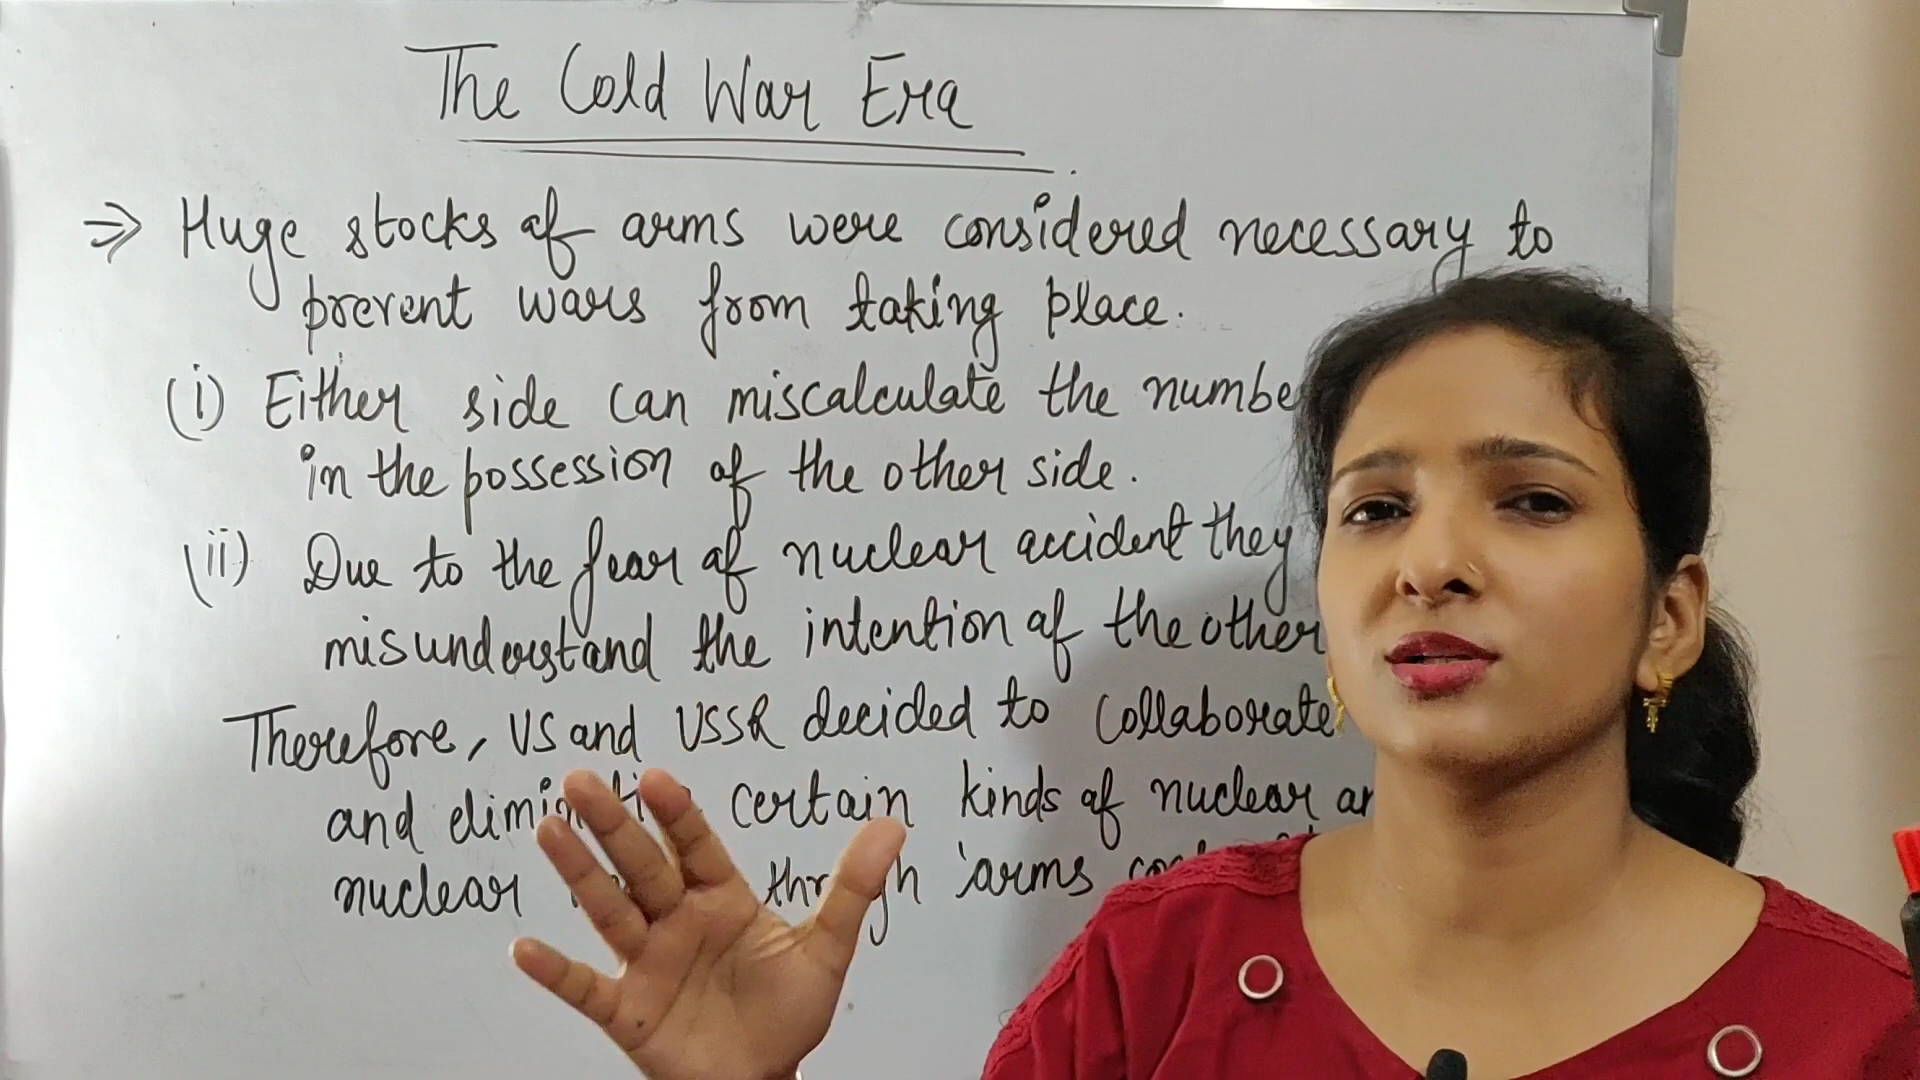 The Cold War Era
⇒ Huge stocks of arms were considered necessary to
prevent wars from taking place.
(i) Either side can miscalculate the
in the possession of the other side.
(ii) Due to the fear of nuclear accident they
misunderstand the intention of the other
Therefore, US and USSR decided to collaborate
and certain kinds of nuclear
nuclear through 'arms